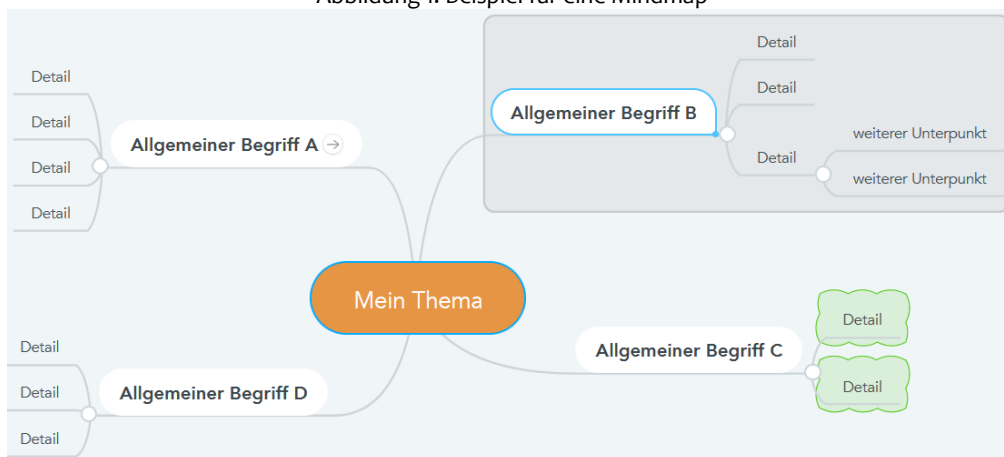 Abbildung 1: Beispiel für eine Mindmap
Detail
Detail
Detail
Detail
Allgemeiner Begriff A
Allgemeiner Begriff B
Detail
Detail
Detail
weiterer Unterpunkt
weiterer Unterpunkt
Mein Thema
Allgemeiner Begriff C
Detail
Detail
Detail
Detail
Detail
Allgemeiner Begriff D